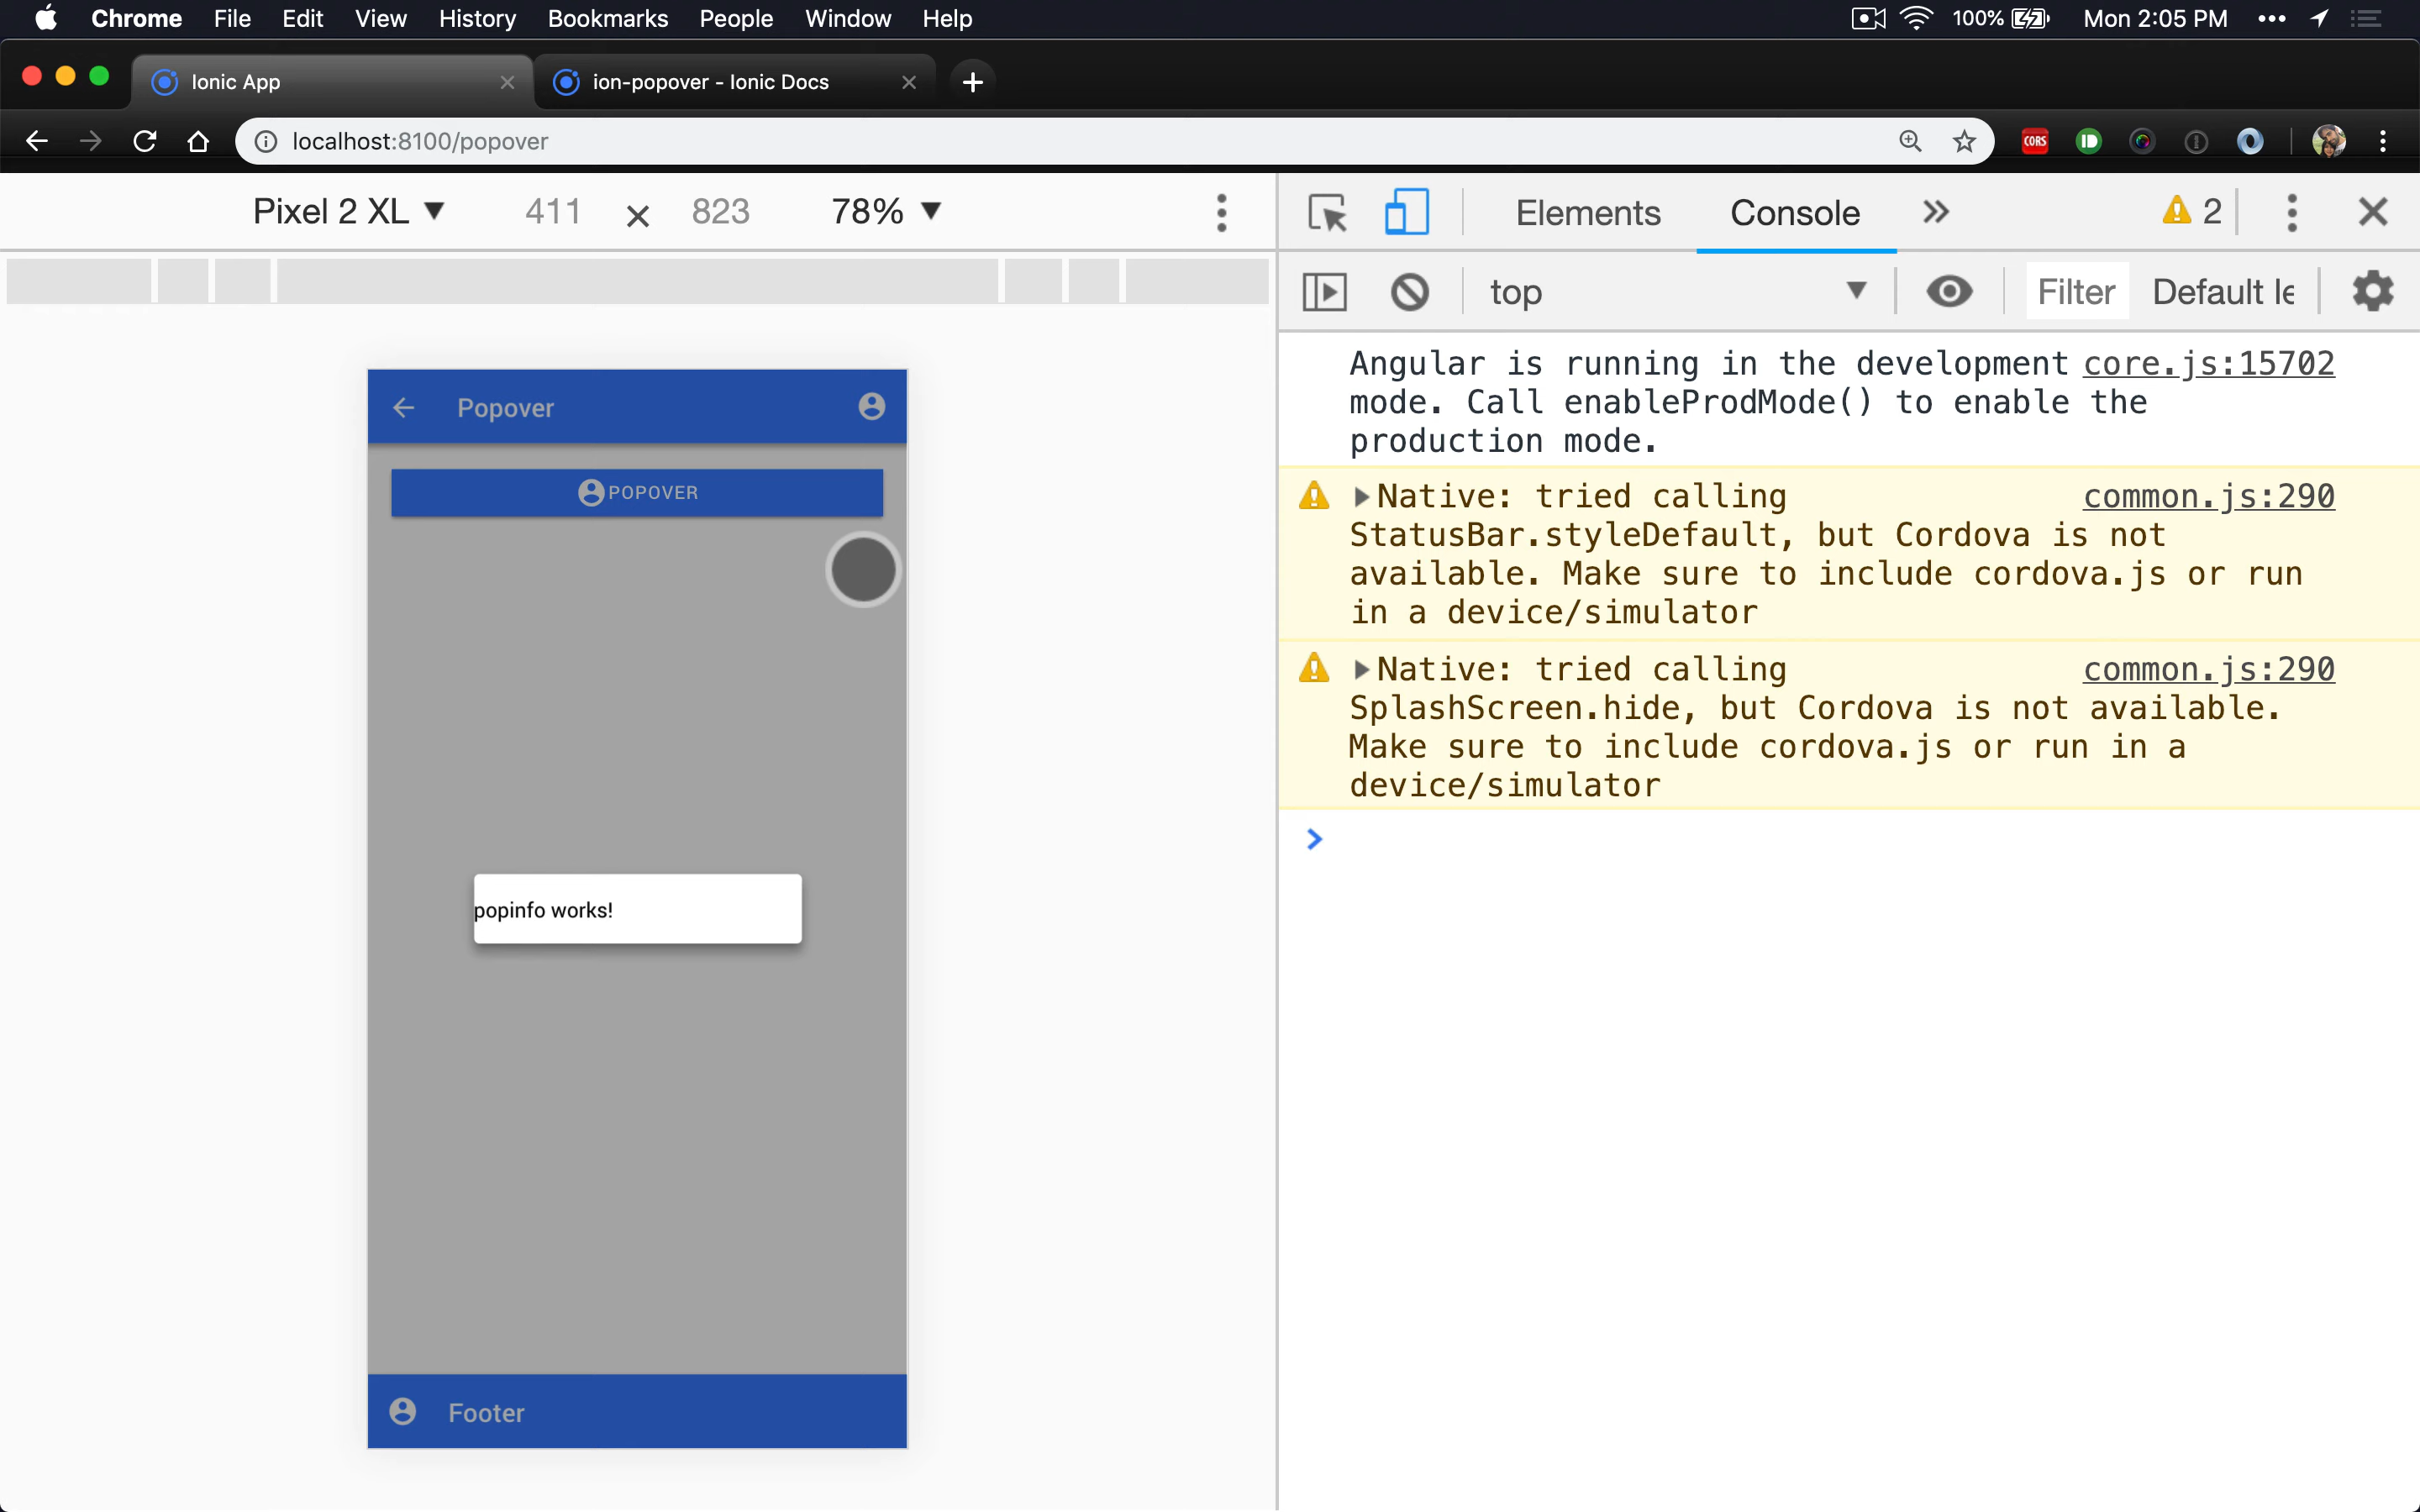 Chrome File Edit View History Bookmarks People Window Help 100% Mon 2:05 PM
Ionic App ion-popover - Ionic Docs
localhost:8100/popover CORS
Pixel 2 XL 411 × 823 78% Elements Console 2
top Filter Default le
Angular is running in the development core.js:15702
mode. Call enableProdMode() to enable the
production mode.
Native: tried calling common.js:290
StatusBar.styleDefault, but Cordova is not
available. Make sure to include cordova.js or run
in a device/simulator
Native: tried calling common.js:290
SplashScreen.hide, but Cordova is not available.
Make sure to include cordova.js or run in a
device/simulator
Popover
POPOVER
popinfo works!
Footer